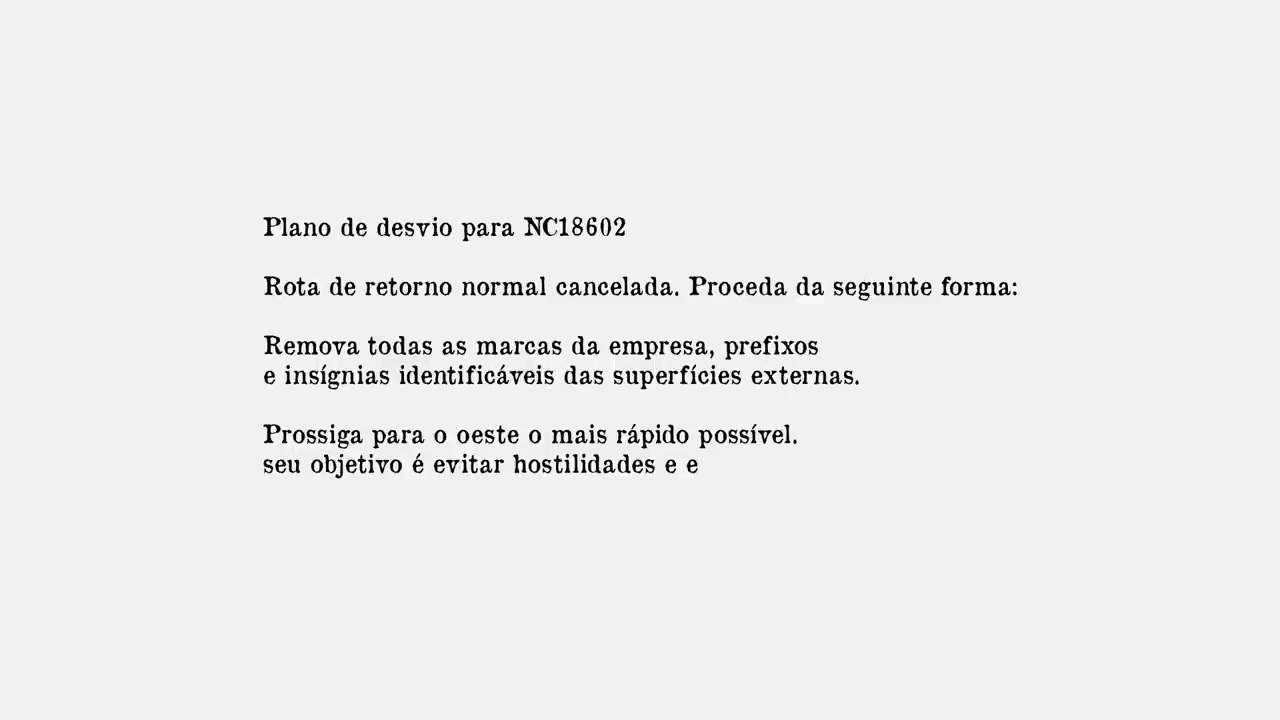 Plano de desvio para NC18602
Rota de retorno normal cancelada. Proceda da seguinte forma:
Remova todas as marcas da empresa, prefixos
e insígnias identificáveis das superfícies externas.
Prossiga para o oeste o mais rápido possível.
seu objetivo é evitar hostilidades e e